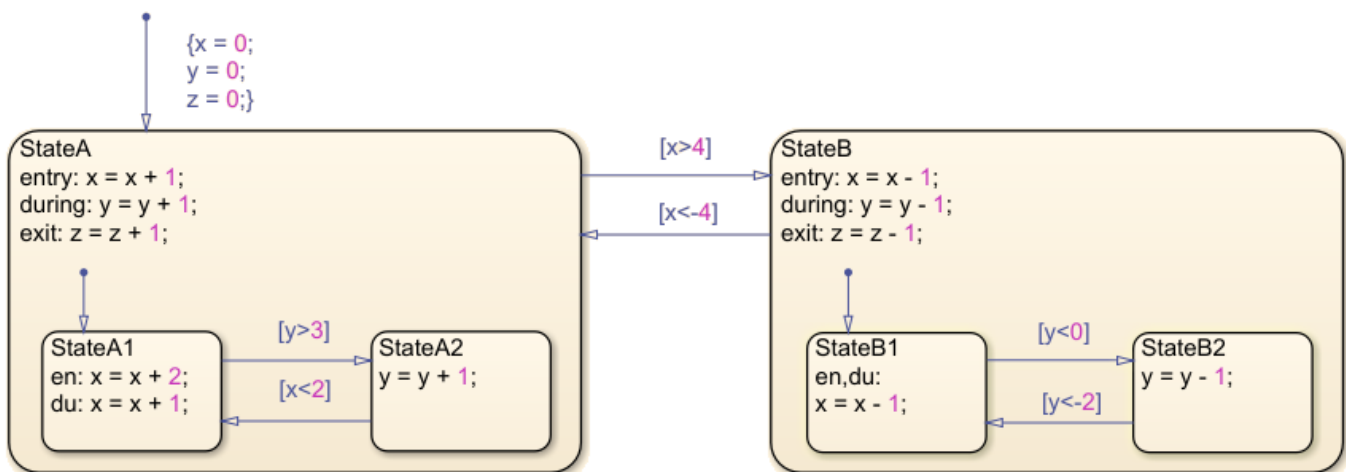 {x = 0;
y = 0;
z = 0;}
StateA
entry: x = x + 1;
during: y = y + 1;
exit: z = z + 1;
[x>4]
[x<-4]
StateB
entry: x = x - 1;
during: y = y - 1;
exit: z = z - 1;
StateA1
en: x = x + 2;
du: x = x + 1;
[y>3]
[x<2]
StateA2
y = y + 1;
StateB1
en,du:
x = x - 1;
[y<0]
[y<-2]
StateB2
y = y - 1;